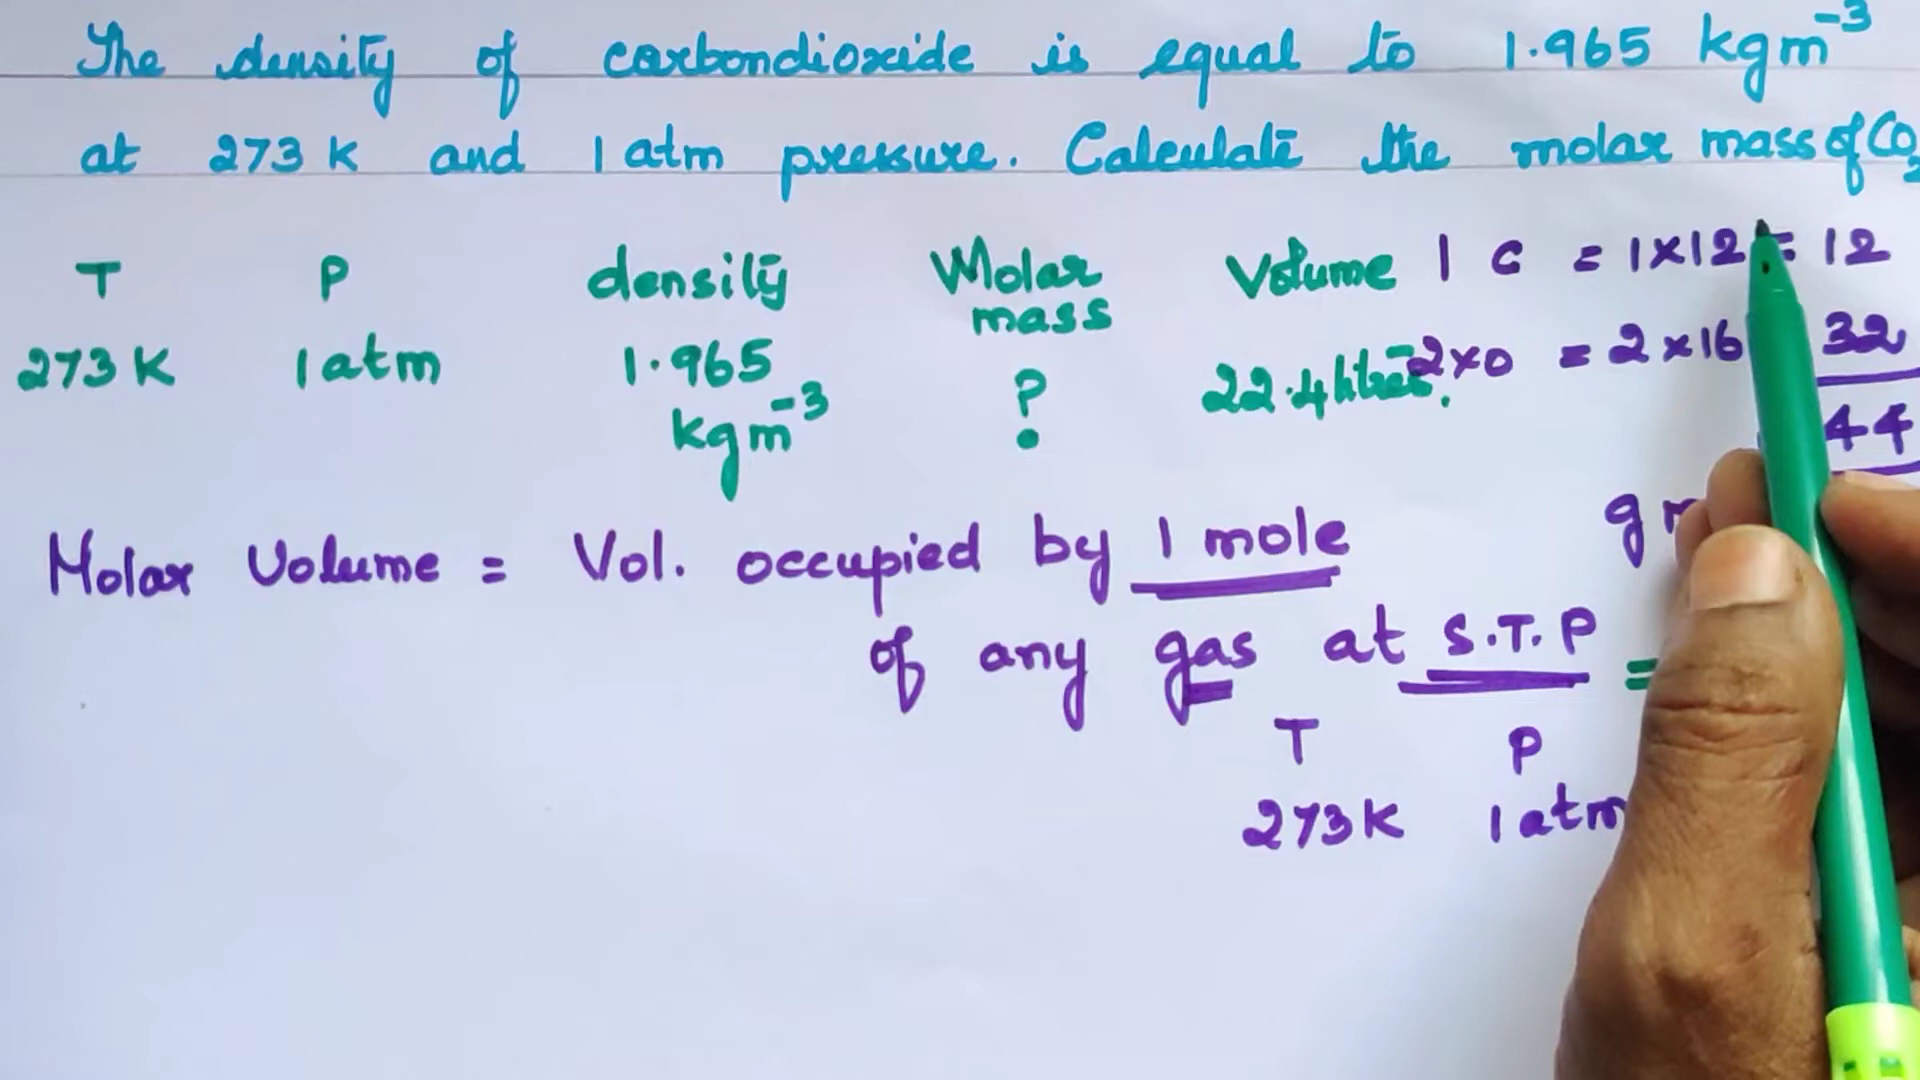 The density of carbondioxide is equal to 1.965 kgm⁻³
at 273 K and 1 atm pressure. Calculate the molar mass of CO₂
T P density Molar mass Volume 1 C = 1×12 = 12
273 K 1 atm 1.965 kgm⁻³ ? 22.4 litres. 2×O = 2×16 32
44
Molar Volume = Vol. occupied by 1 mole
of any gas at S.T.P =
T P
273 K 1 atm